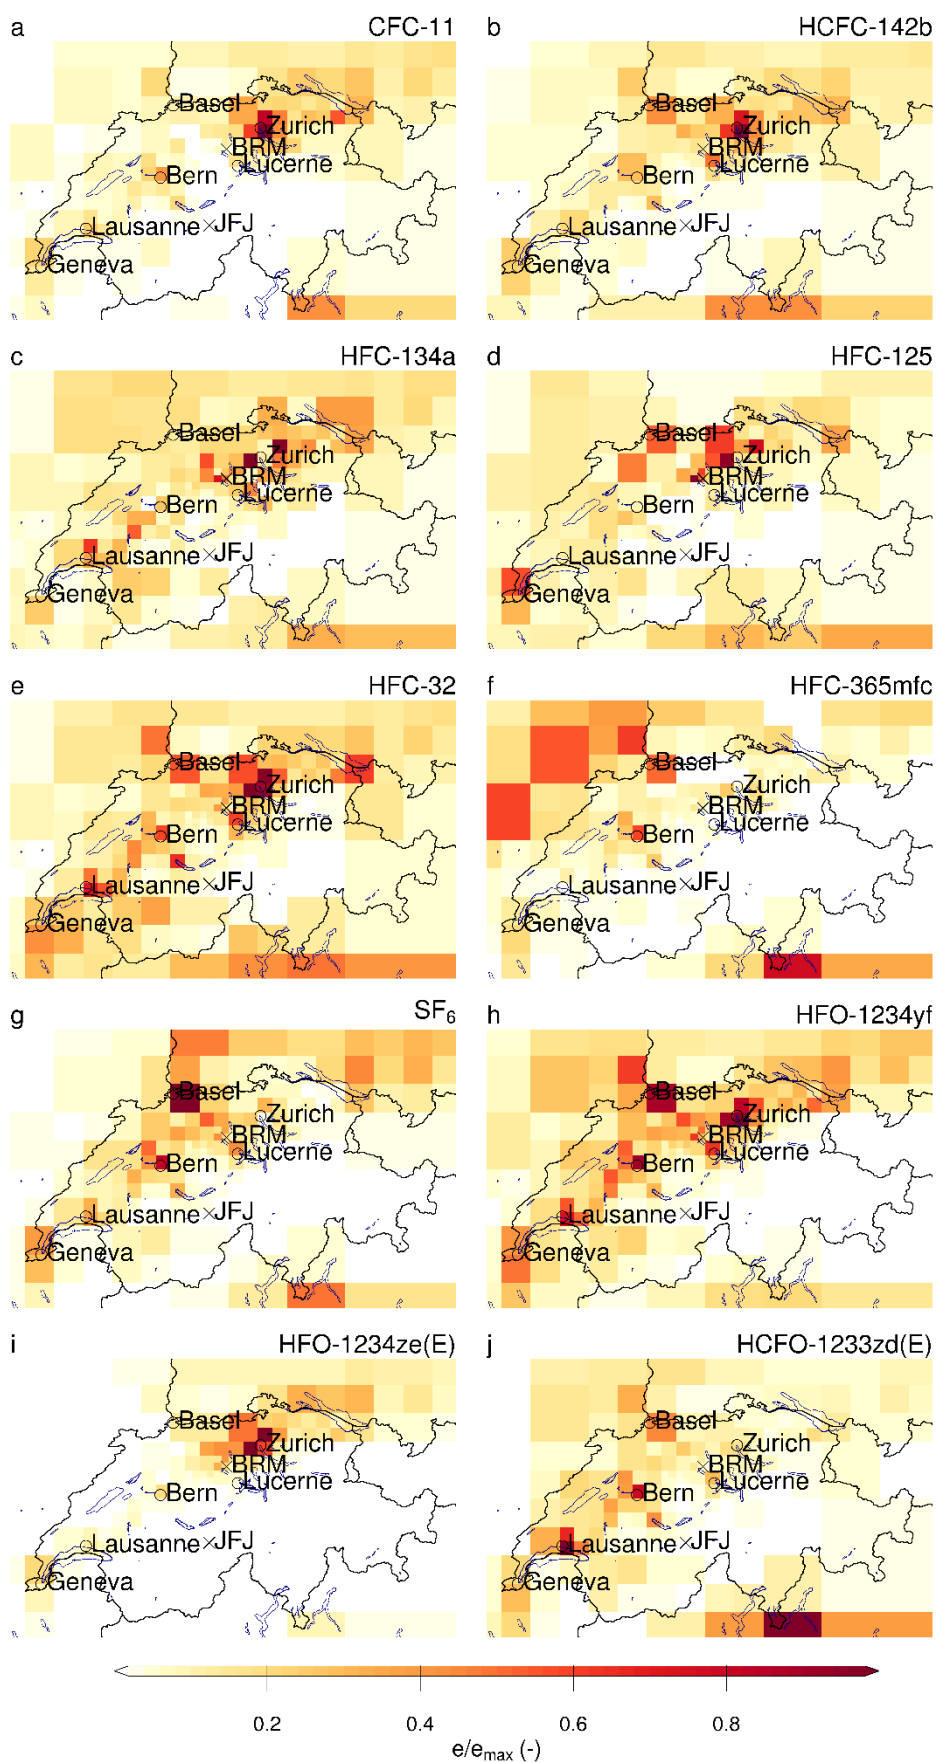 a CFC-11
Basel
Zurich
BRM
Lucerne
Bern
Lausanne JFJ
Geneva
b HCFC-142b
Basel
Zurich
BRM
Lucerne
Bern
Lausanne JFJ
Geneva
c HFC-134a
Basel
Zurich
BRM
Lucerne
Bern
Lausanne JFJ
Geneva
d HFC-125
Basel
Zurich
BRM
Lucerne
Bern
Lausanne JFJ
Geneva
e HFC-32
Basel
Zurich
BRM
Lucerne
Bern
Lausanne JFJ
Geneva
f HFC-365mfc
Basel
Zurich
BRM
Lucerne
Bern
Lausanne JFJ
Geneva
g SF₆
Basel
Zurich
BRM
Lucerne
Bern
Lausanne JFJ
Geneva
h HFO-1234yf
Basel
Zurich
BRM
Lucerne
Bern
Lausanne JFJ
Geneva
i HFO-1234ze(E)
Basel
Zurich
BRM
Lucerne
Bern
Lausanne JFJ
Geneva
j HCFO-1233zd(E)
Basel
Zurich
BRM
Lucerne
Bern
Lausanne JFJ
Geneva
0.2 0.4 0.6 0.8
e/e_max (-)